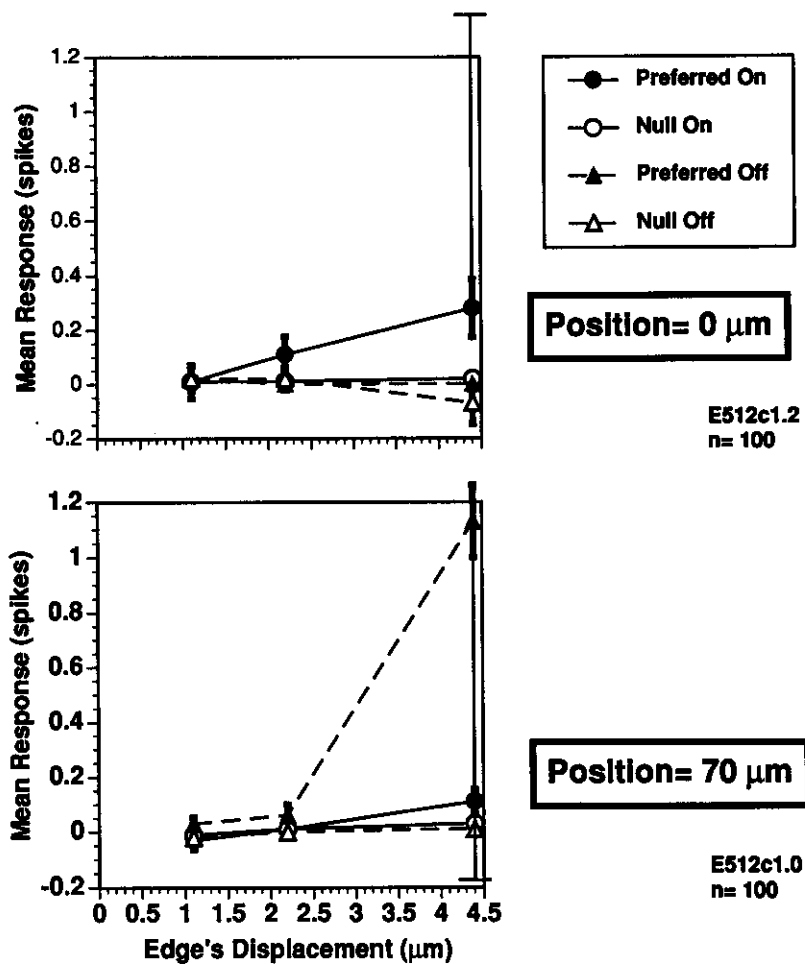 Mean Response (spikes)
1.2
1
0.8
0.6
0.4
0.2
0
-0.2
Preferred On
Null On
Preferred Off
Null Off
Position= 0 μm
E512c1.2
n= 100
Mean Response (spikes)
1.2
1
0.8
0.6
0.4
0.2
0
-0.2
0 0.5 1 1.5 2 2.5 3 3.5 4 4.5
Edge's Displacement (μm)
Position= 70 μm
E512c1.0
n= 100